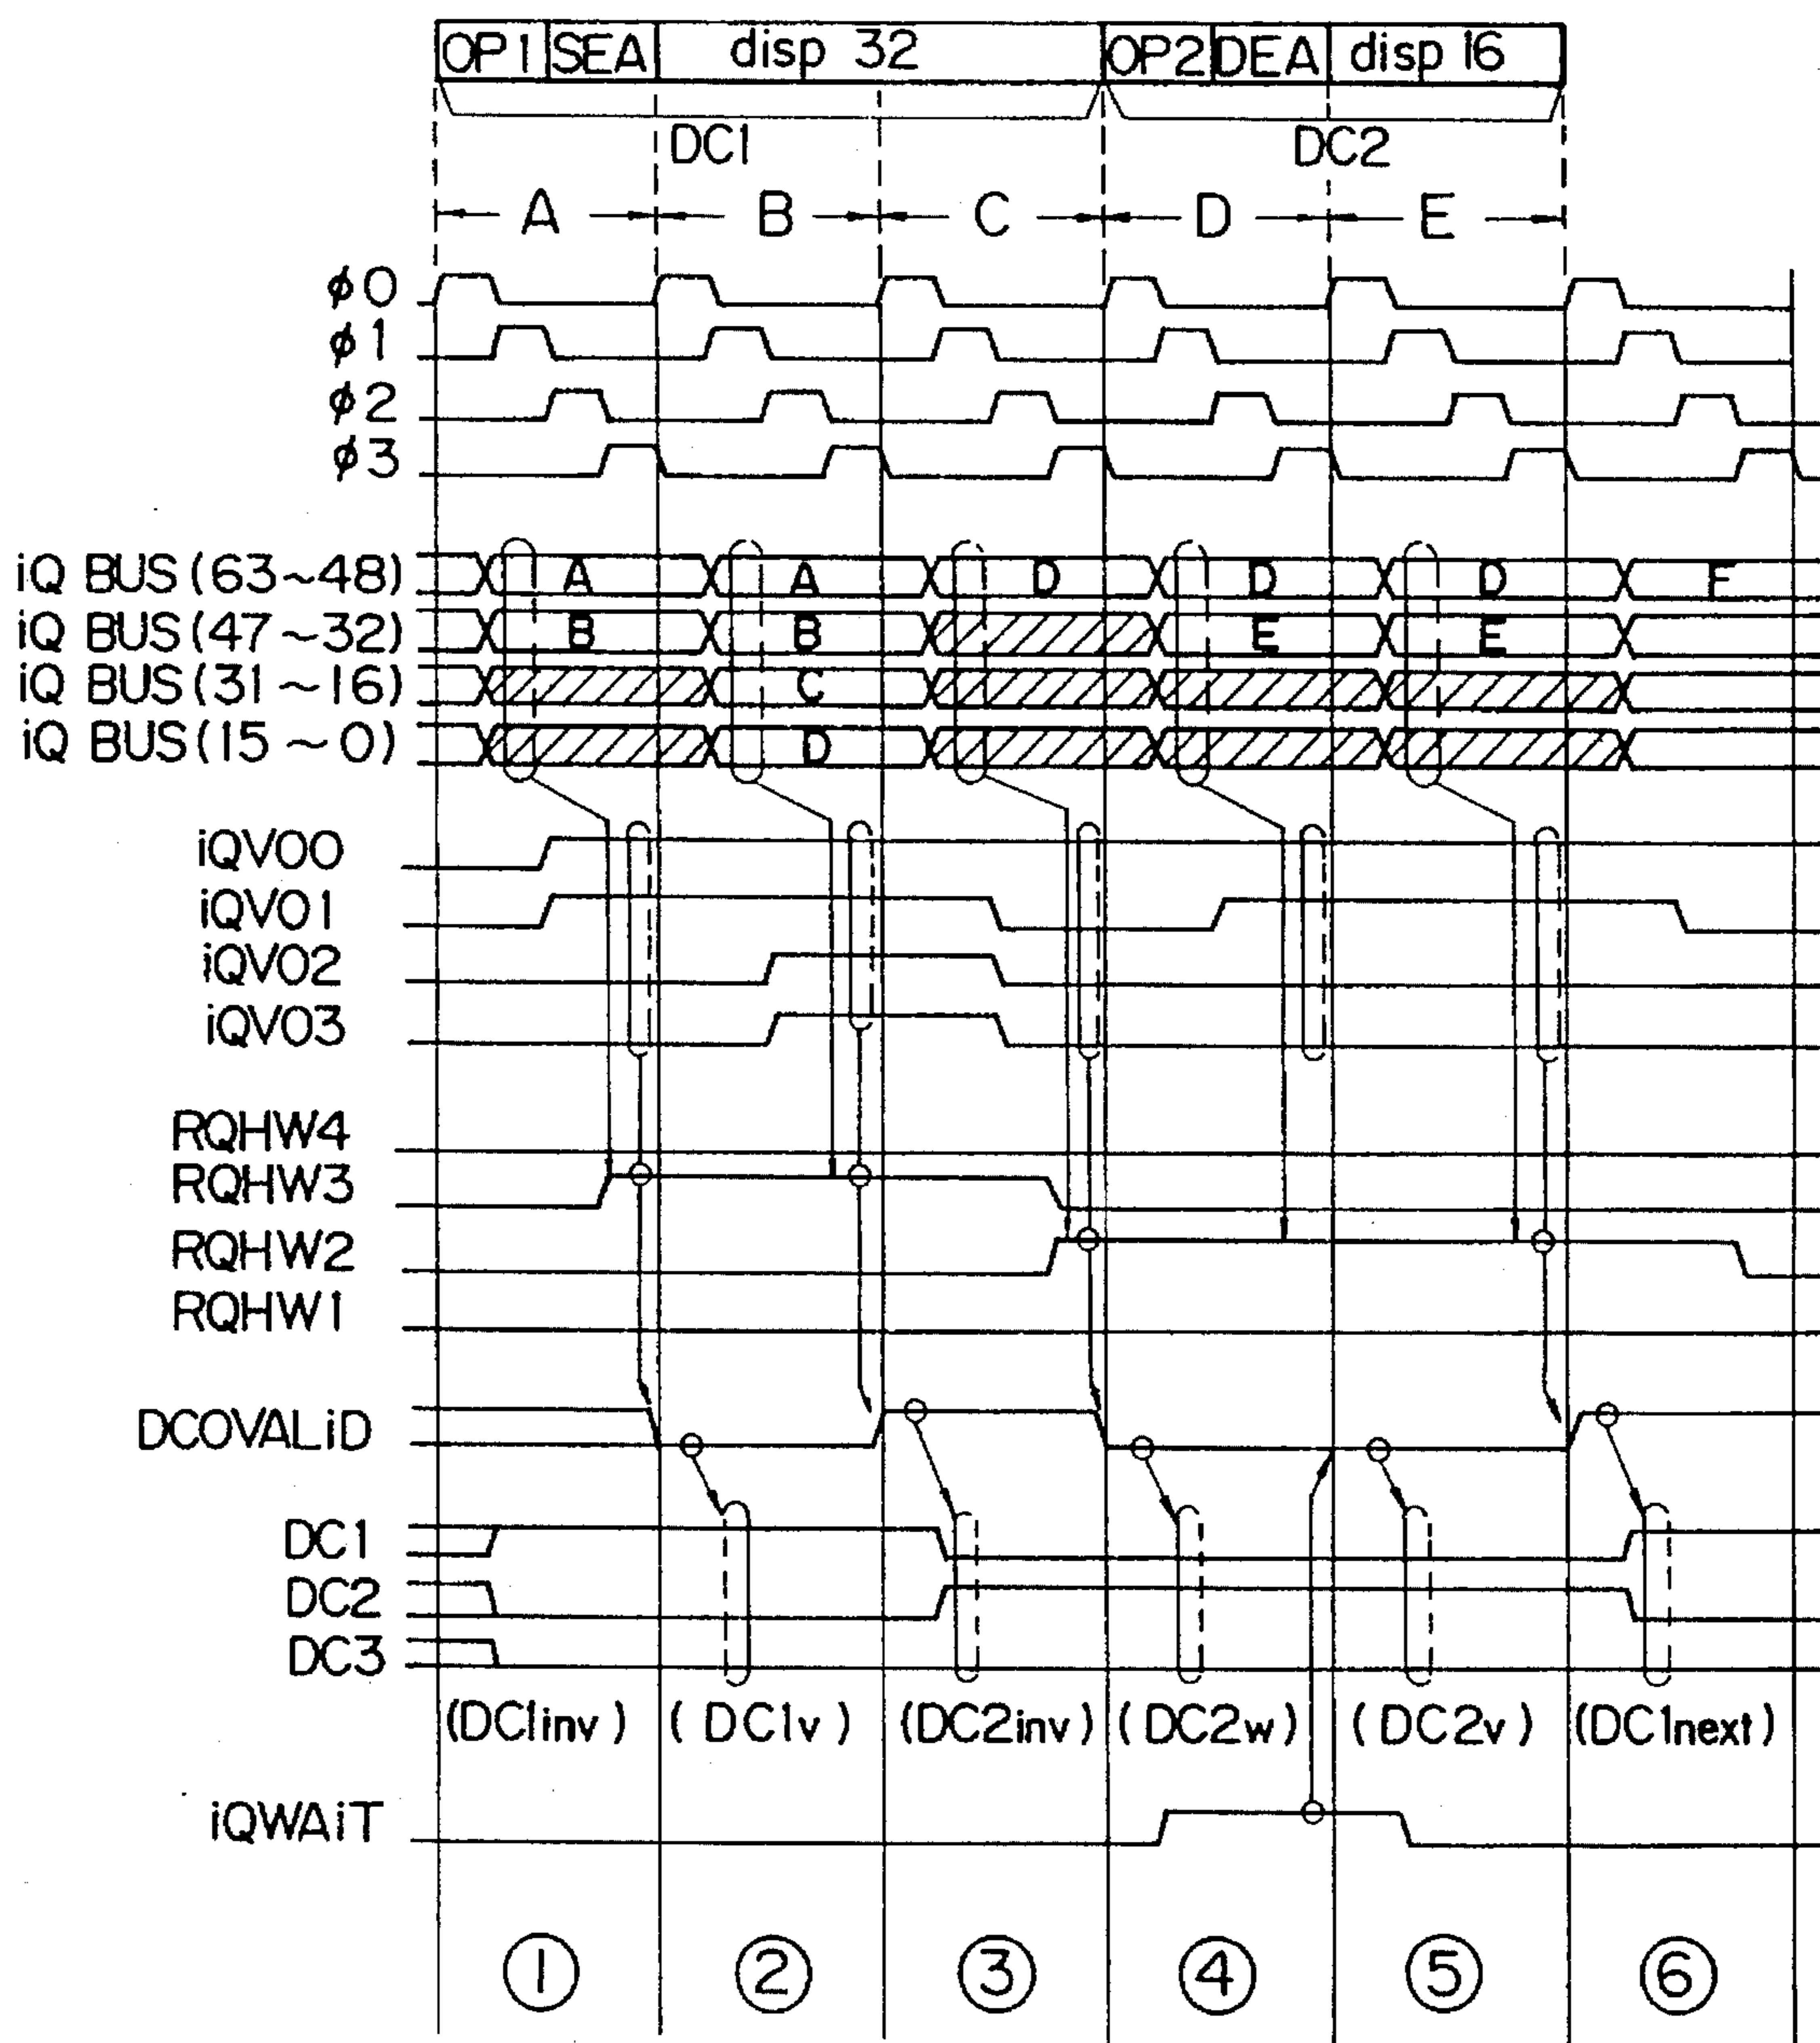 OP1 SEA disp 32 OP2 DEA disp 16
DC1 DC2
A B C D E
φ0
φ1
φ2
φ3
iQ BUS(63~48) A A D D D F
iQ BUS(47~32) B B E E
iQ BUS(31~16) C
iQ BUS(15~0) D
iQV00
iQV01
iQV02
iQV03
RQHW4
RQHW3
RQHW2
RQHW1
DCOVALiD
DC1
DC2
DC3
(DC1inv) (DC1v) (DC2inv) (DC2w) (DC2v) (DC1next)
iQWAiT
① ② ③ ④ ⑤ ⑥